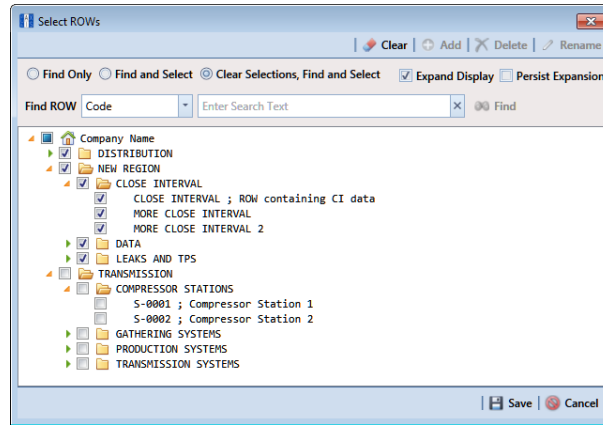 Select ROWs
Clear Add Delete Rename
Find Only Find and Select Clear Selections, Find and Select Expand Display Persist Expansion
Find ROW Code Enter Search Text Find
Company Name
DISTRIBUTION
NEW REGION
CLOSE INTERVAL
CLOSE INTERVAL ; ROW containing CI data
MORE CLOSE INTERVAL
MORE CLOSE INTERVAL 2
DATA
LEAKS AND TPS
TRANSMISSION
COMPRESSOR STATIONS
S-0001 ; Compressor Station 1
S-0002 ; Compressor Station 2
GATHERING SYSTEMS
PRODUCTION SYSTEMS
TRANSMISSION SYSTEMS
Save Cancel